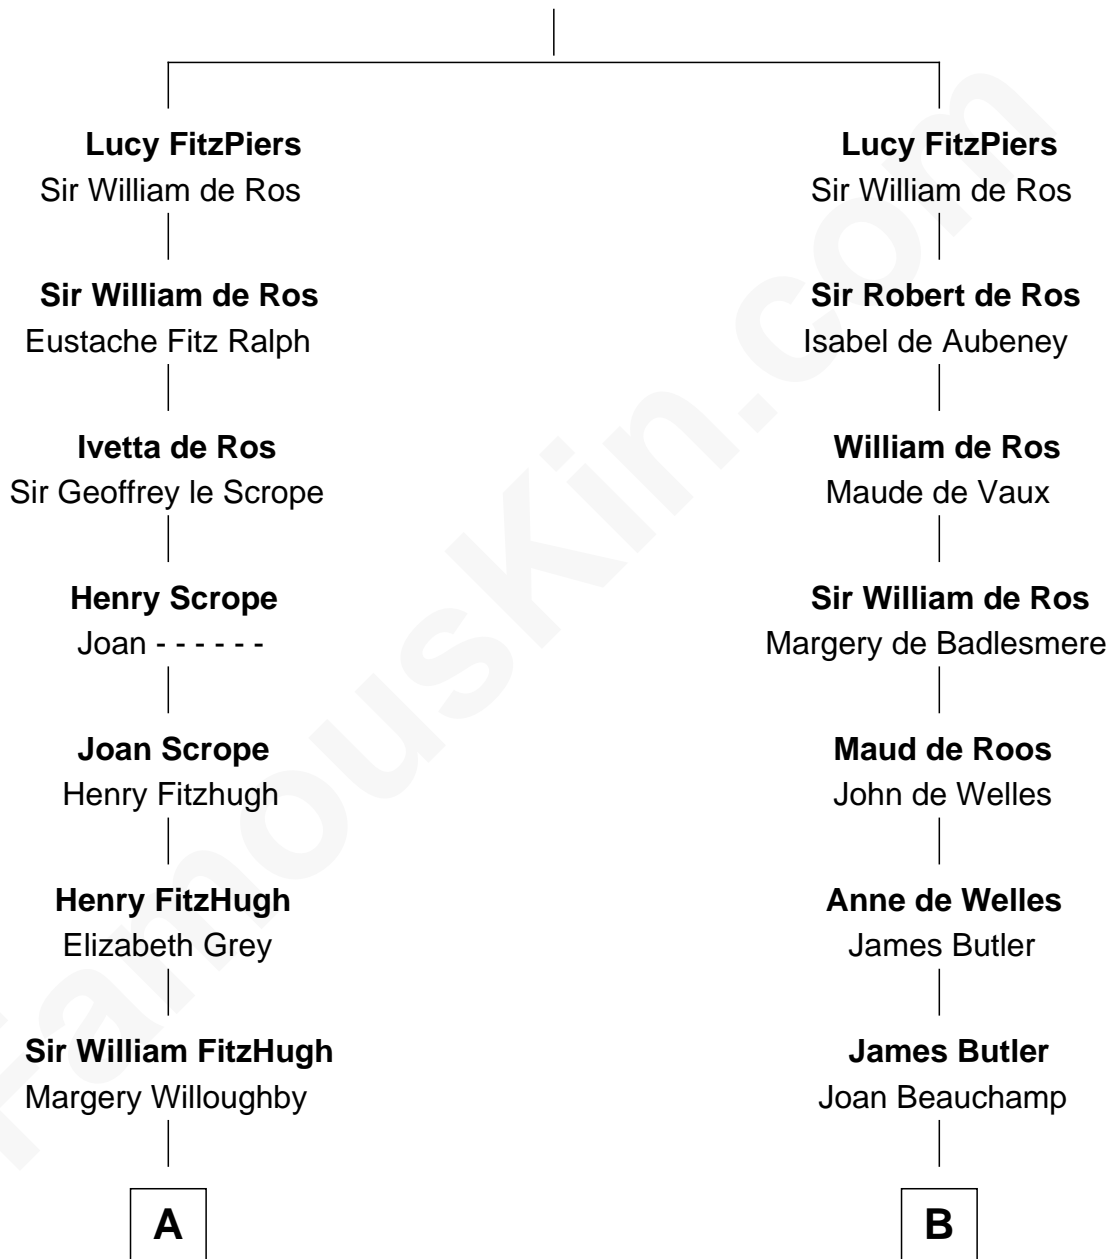 Lucy FitzPiers
Sir William de Ros
Sir William de Ros
Eustache Fitz Ralph
Ivetta de Ros
Sir Geoffrey le Scrope
Henry Scrope
Joan - - - - - -
Joan Scrope
Henry Fitzhugh
Henry FitzHugh
Elizabeth Grey
Sir William FitzHugh
Margery Willoughby
A
Lucy FitzPiers
Sir William de Ros
Sir Robert de Ros
Isabel de Aubeney
William de Ros
Maude de Vaux
Sir William de Ros
Margery de Badlesmere
Maud de Roos
John de Welles
Anne de Welles
James Butler
James Butler
Joan Beauchamp
B
FamousKin.com